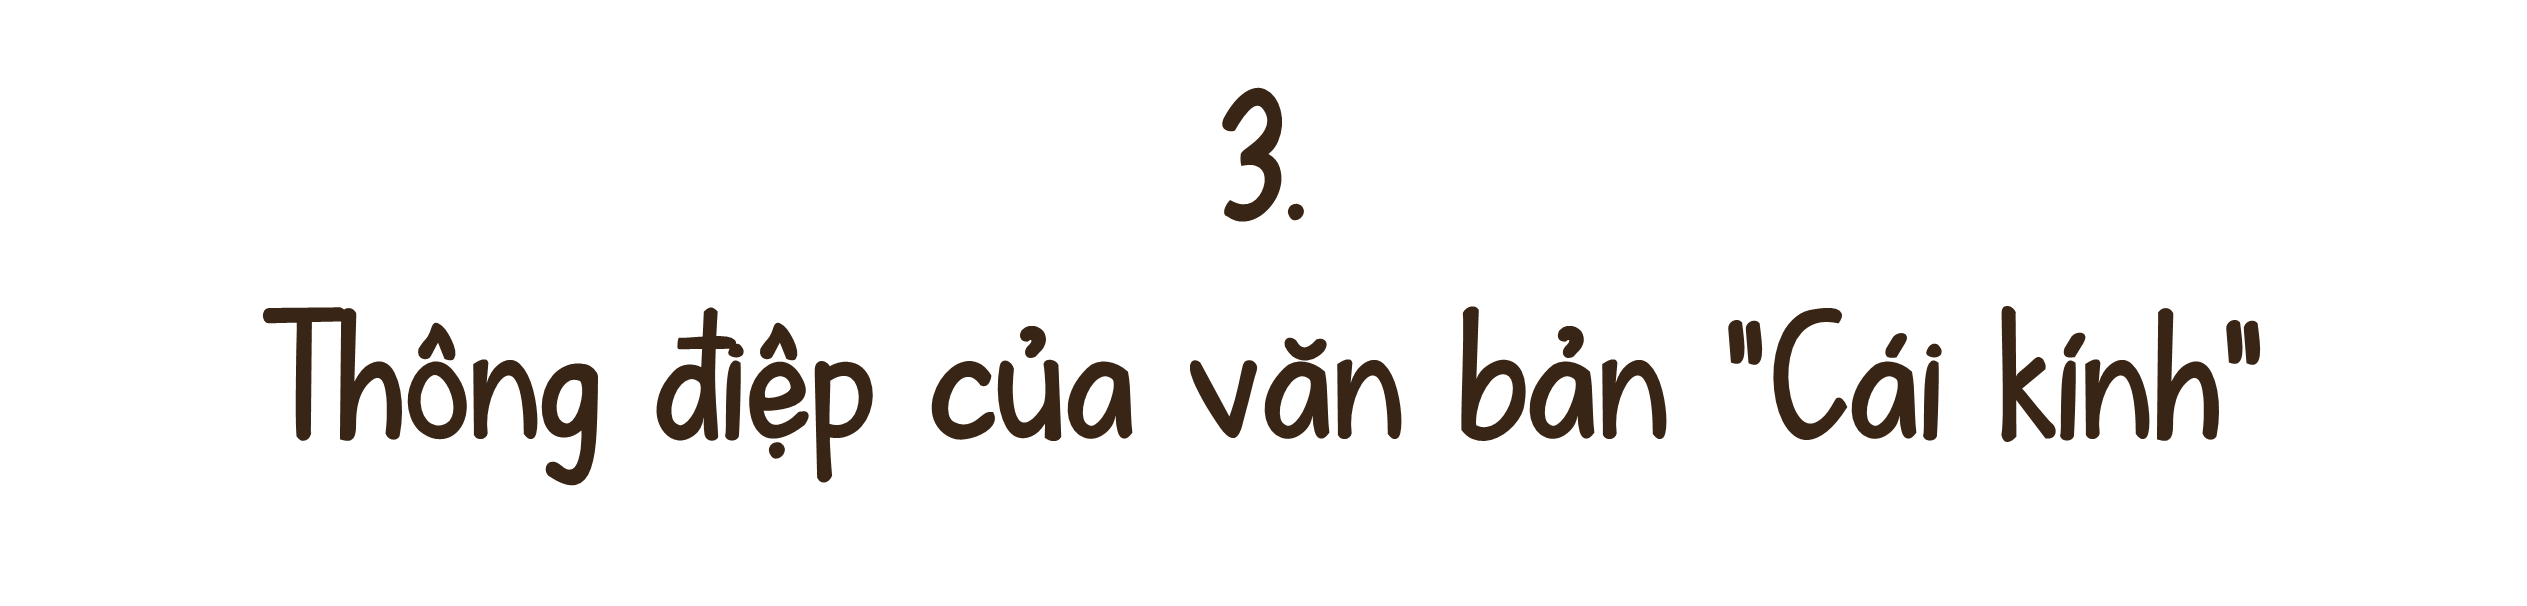 3.
Thông điệp của văn bản "Cái kính"